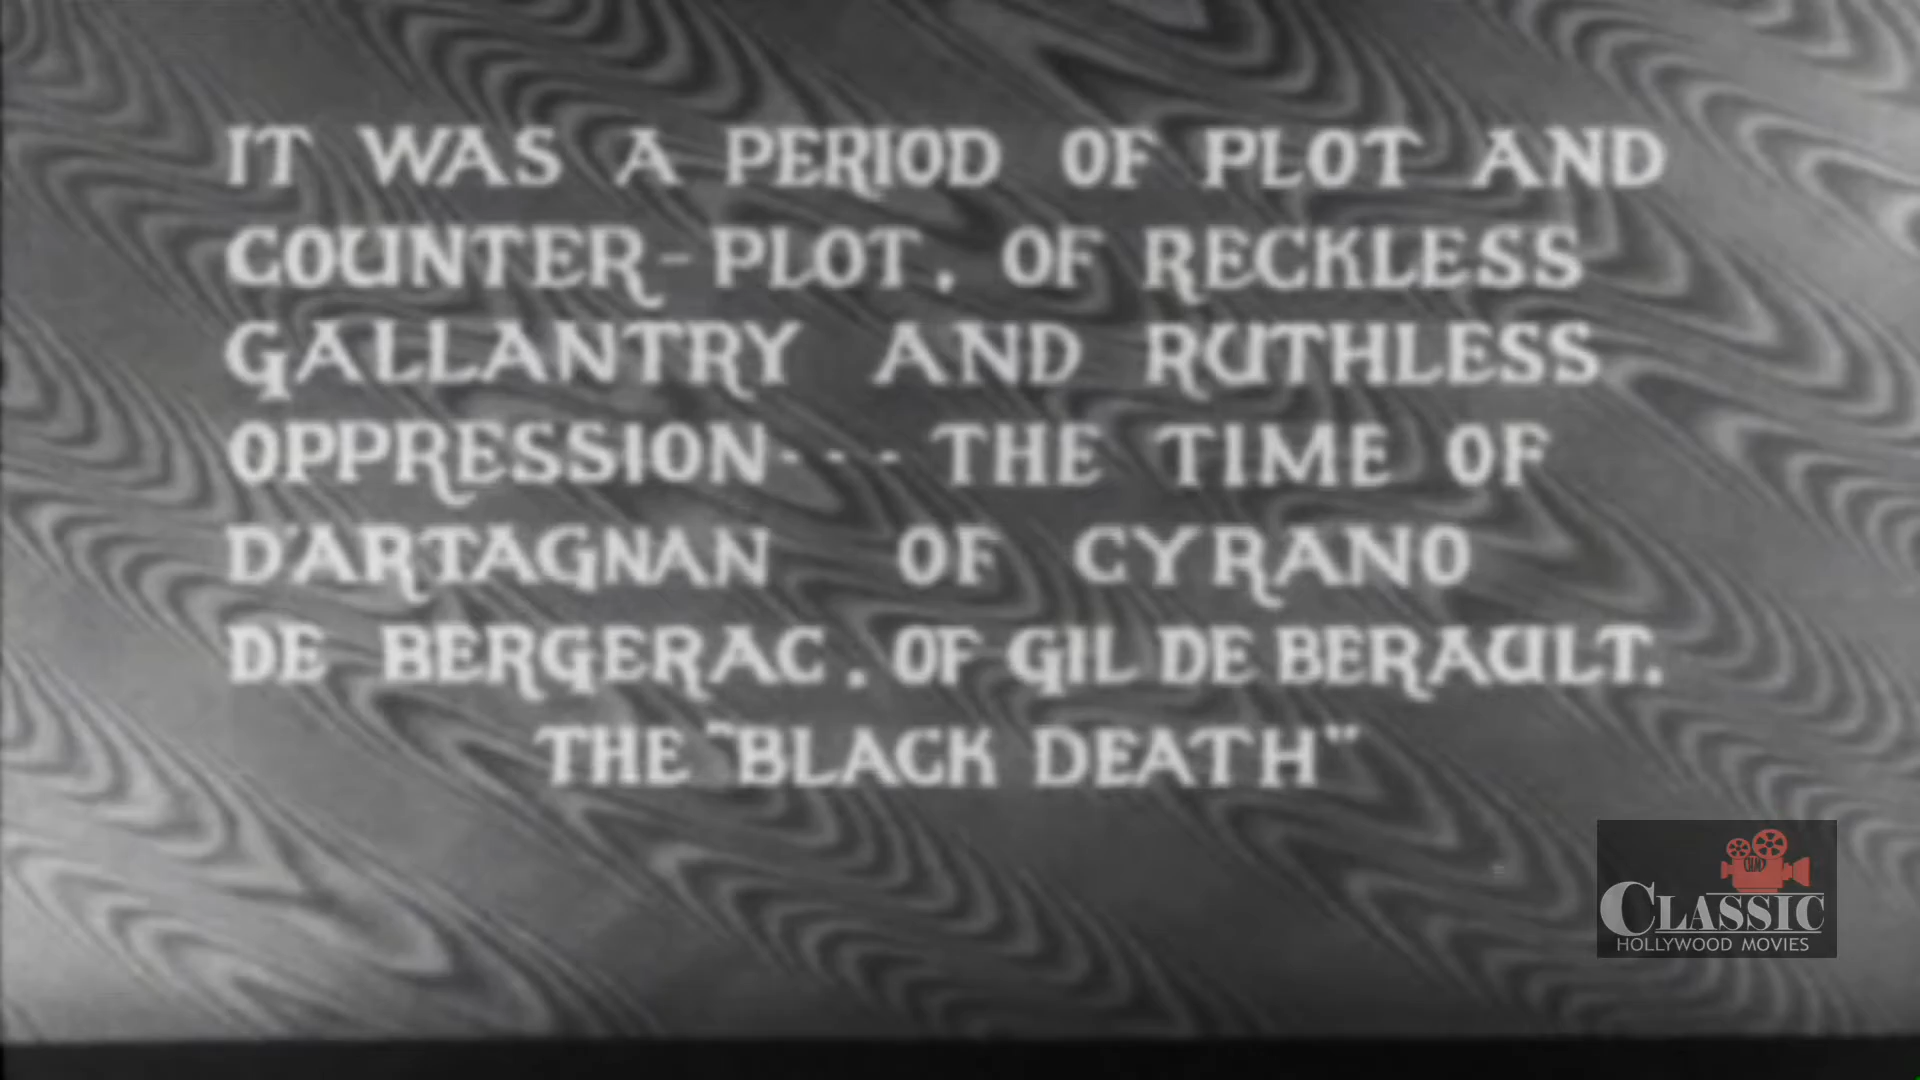 IT WAS A PERIOD OF PLOT AND
COUNTER-PLOT, OF RECKLESS
GALLANTRY AND RUTHLESS
OPPRESSION--- THE TIME OF
D'ARTAGNAN OF CYRANO
DE BERGERAC, OF GIL DE BERAULT,
THE "BLACK DEATH"
CHM
CLASSIC
HOLLYWOOD MOVIES